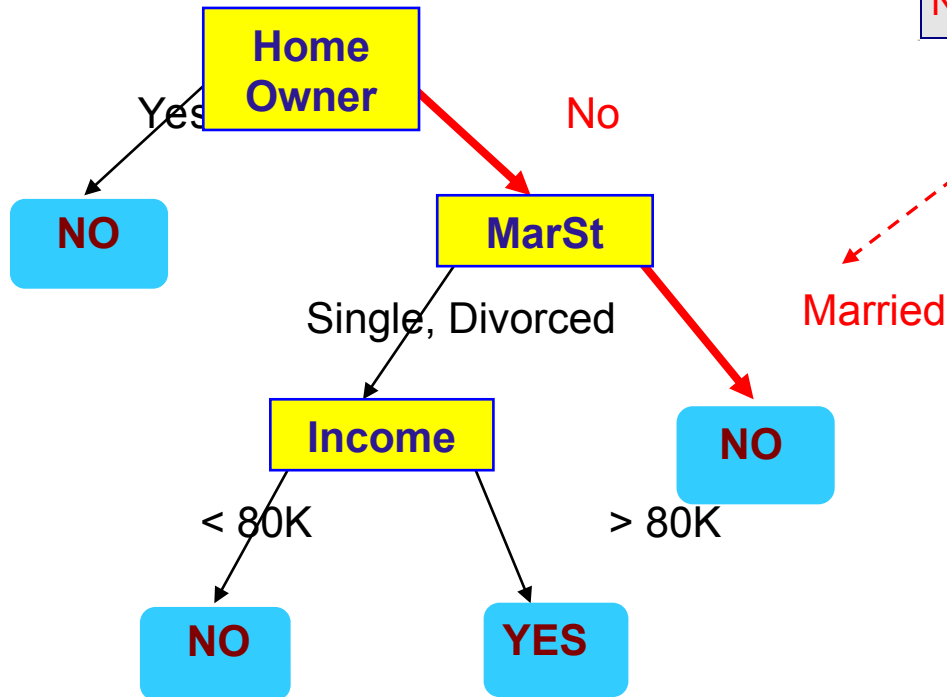 Home
Owner
Yes
No
NO
MarSt
Single, Divorced
Married
Income
NO
< 80K
> 80K
NO
YES